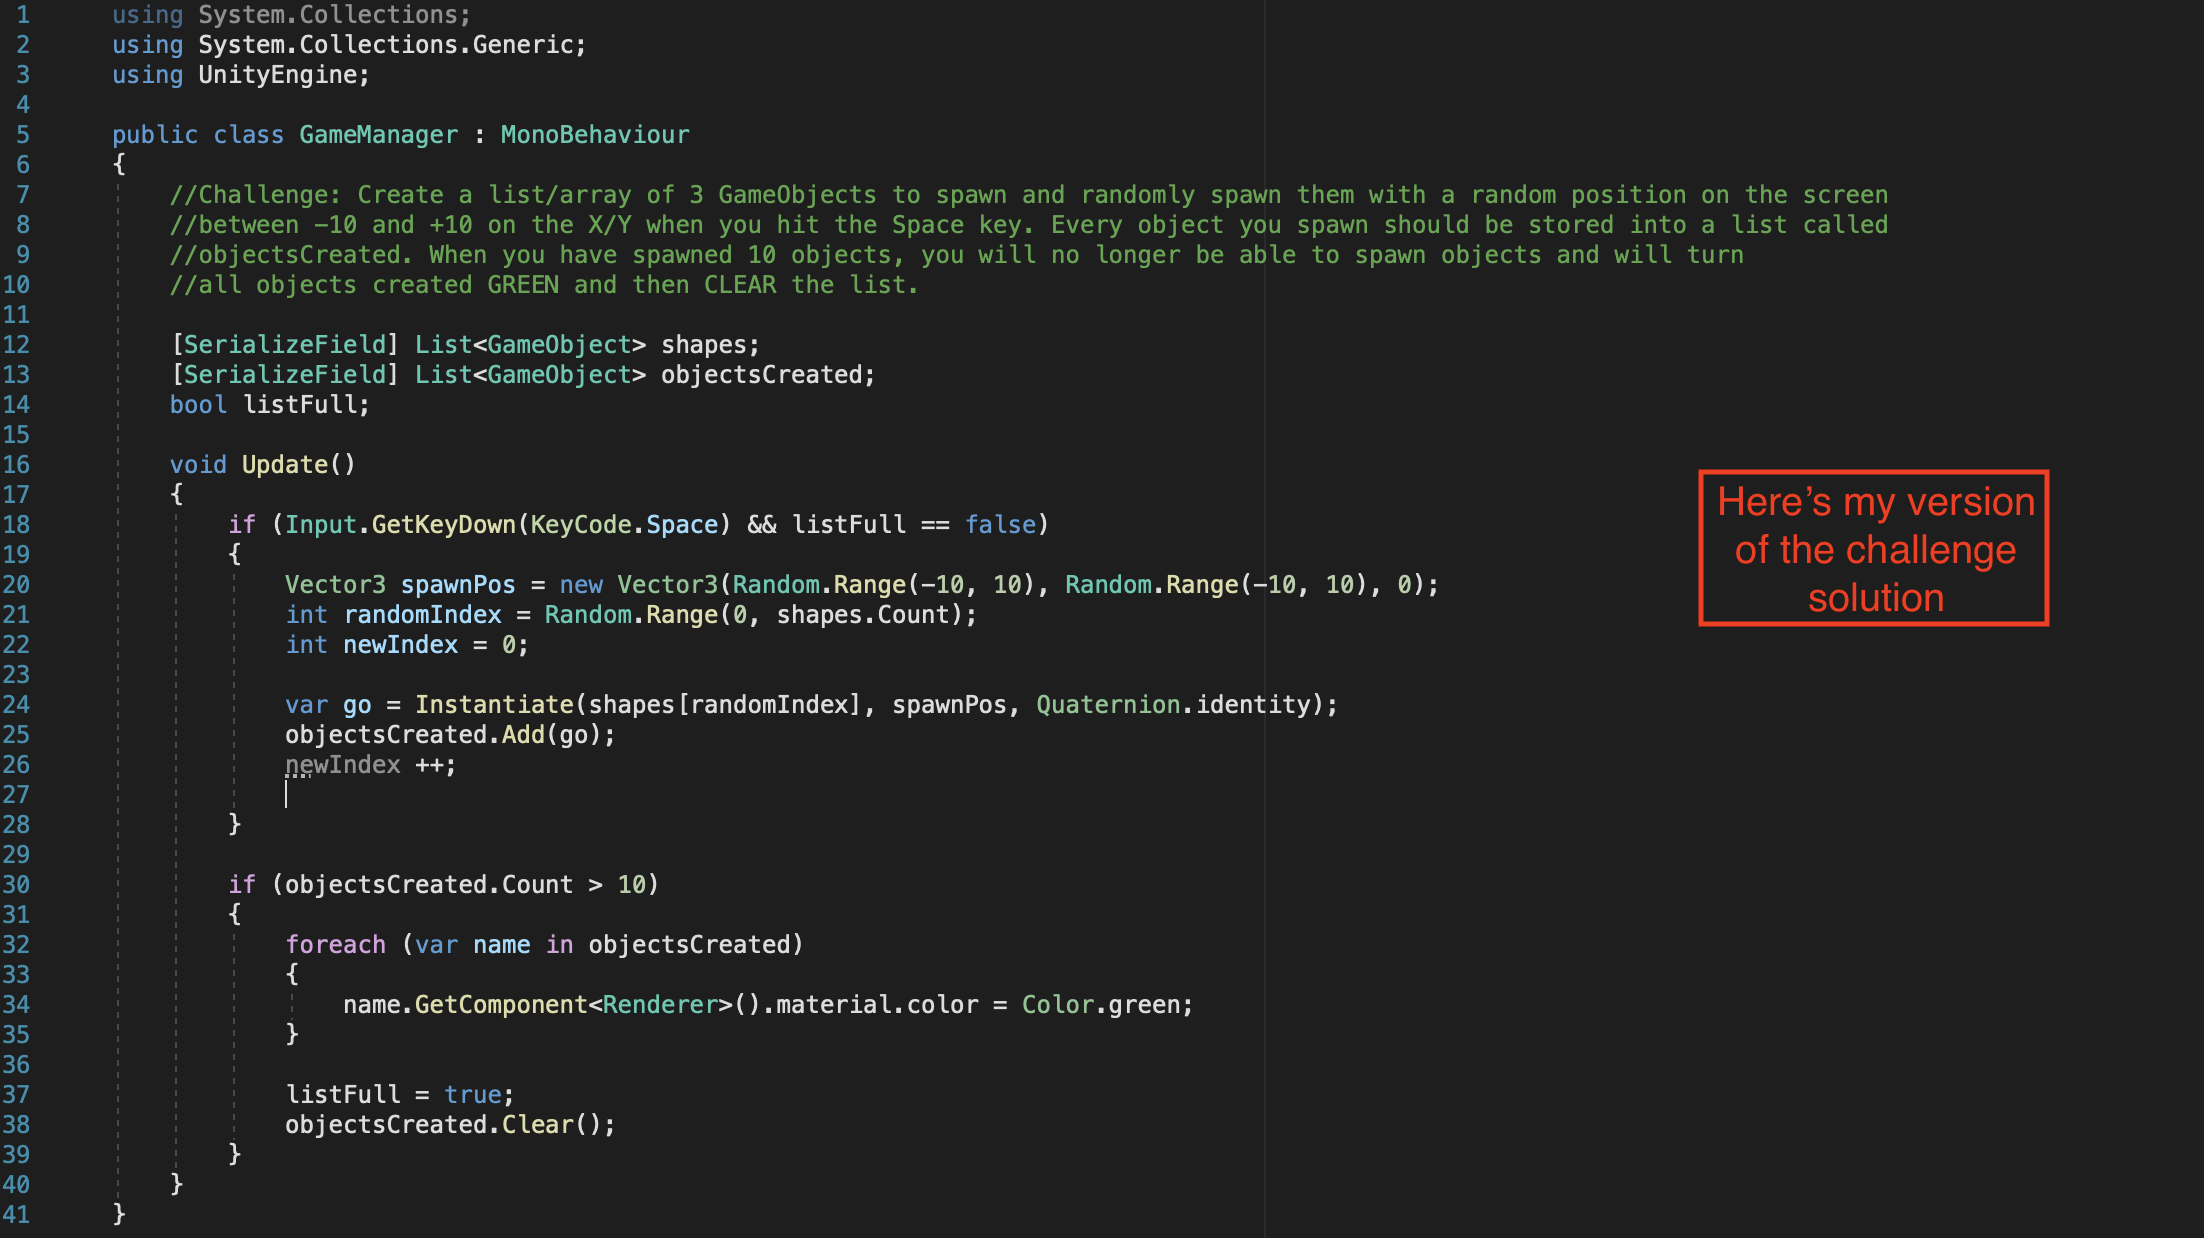 1 using System.Collections;
2 using System.Collections.Generic;
3 using UnityEngine;
4
5 public class GameManager : MonoBehaviour
6 {
7 //Challenge: Create a list/array of 3 GameObjects to spawn and randomly spawn them with a random position on the screen
8 //between -10 and +10 on the X/Y when you hit the Space key. Every object you spawn should be stored into a list called
9 //objectsCreated. When you have spawned 10 objects, you will no longer be able to spawn objects and will turn
10 //all objects created GREEN and then CLEAR the list.
11
12 [SerializeField] List<GameObject> shapes;
13 [SerializeField] List<GameObject> objectsCreated;
14 bool listFull;
15
16 void Update()
17 {
18 if (Input.GetKeyDown(KeyCode.Space) && listFull == false)
19 {
20 Vector3 spawnPos = new Vector3(Random.Range(-10, 10), Random.Range(-10, 10), 0);
21 int randomIndex = Random.Range(0, shapes.Count);
22 int newIndex = 0;
23
24 var go = Instantiate(shapes[randomIndex], spawnPos, Quaternion.identity);
25 objectsCreated.Add(go);
26 newIndex ++;
27
28 }
29
30 if (objectsCreated.Count > 10)
31 {
32 foreach (var name in objectsCreated)
33 {
34 name.GetComponent<Renderer>().material.color = Color.green;
35 }
36
37 listFull = true;
38 objectsCreated.Clear();
39 }
40 }
41 }
Here's my version
of the challenge
solution